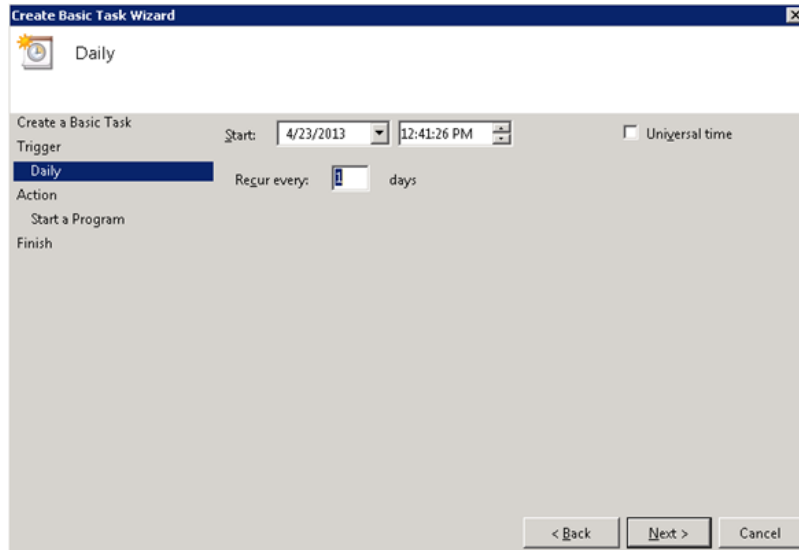 Create Basic Task Wizard
Daily
Create a Basic Task
Trigger
Daily
Action
Start a Program
Finish
Start: 4/23/2013 12:41:26 PM Universal time
Recur every: 1 days
< Back Next > Cancel